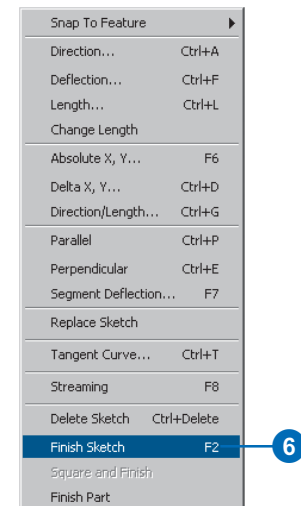 Snap To Feature
Direction... Ctrl+A
Deflection... Ctrl+F
Length... Ctrl+L
Change Length
Absolute X, Y... F6
Delta X, Y... Ctrl+D
Direction/Length... Ctrl+G
Parallel Ctrl+P
Perpendicular Ctrl+E
Segment Deflection... F7
Replace Sketch
Tangent Curve... Ctrl+T
Streaming F8
Delete Sketch Ctrl+Delete
Finish Sketch F2 6
Square and Finish
Finish Part